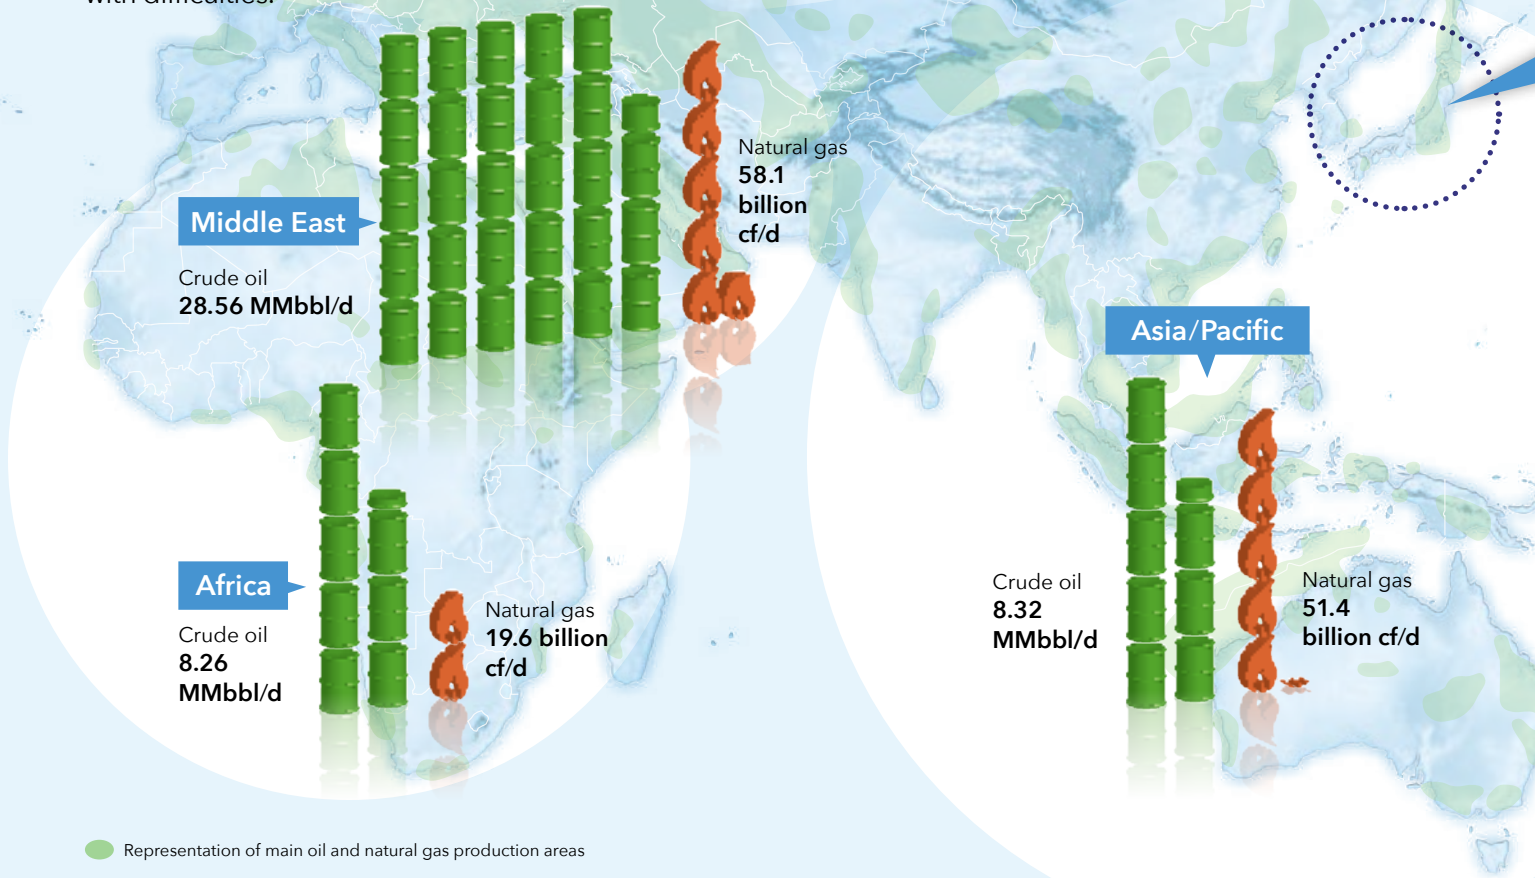 with difficulties.
Natural gas
58.1
billion
cf/d
Middle East
Crude oil
28.56 MMbbl/d
Asia/Pacific
Africa
Crude oil
8.26
MMbbl/d
Natural gas
19.6 billion
cf/d
Crude oil
8.32
MMbbl/d
Natural gas
51.4
billion cf/d
Representation of main oil and natural gas production areas